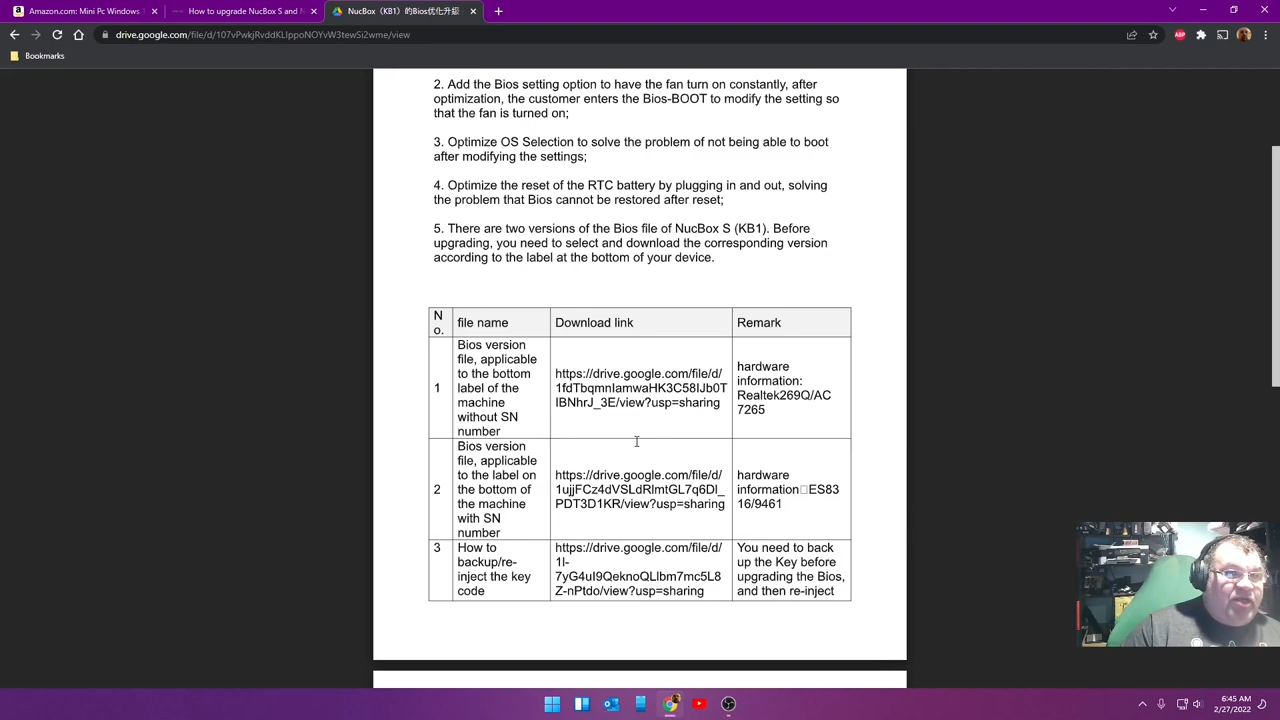 Amazon.com: Mini Pc Windows
How to upgrade NucBox S and N
NucBox（KB1）的Bios优化升级
drive.google.com/file/d/107vPwkjRvddKLIppoNOYvW3tewSi2wme/view
ABP
Bookmarks
2. Add the Bios setting option to have the fan turn on constantly, after
optimization, the customer enters the Bios-BOOT to modify the setting so
that the fan is turned on;
3. Optimize OS Selection to solve the problem of not being able to boot
after modifying the settings;
4. Optimize the reset of the RTC battery by plugging in and out, solving
the problem that Bios cannot be restored after reset;
5. There are two versions of the Bios file of NucBox S (KB1). Before
upgrading, you need to select and download the corresponding version
according to the label at the bottom of your device.
N
o.
file name
Download link
Remark
1
Bios version
file, applicable
to the bottom
label of the
machine
without SN
number
https://drive.google.com/file/d/
1fdTbqmnIamwaHK3C58IJb0T
IBNhrJ_3E/view?usp=sharing
hardware
information:
Realtek269Q/AC
7265
2
Bios version
file, applicable
to the label on
the bottom of
the machine
with SN
number
https://drive.google.com/file/d/
1ujjFCz4dVSLdRlmtGL7q6Dl_
PDT3D1KR/view?usp=sharing
hardware
information□ES83
16/9461
3
How to
backup/re-
inject the key
code
https://drive.google.com/file/d/
1l-
7yG4uI9QeknoQLlbm7mc5L8
Z-nPtdo/view?usp=sharing
You need to back
up the Key before
upgrading the Bios,
and then re-inject
6:45 AM
2/27/2022